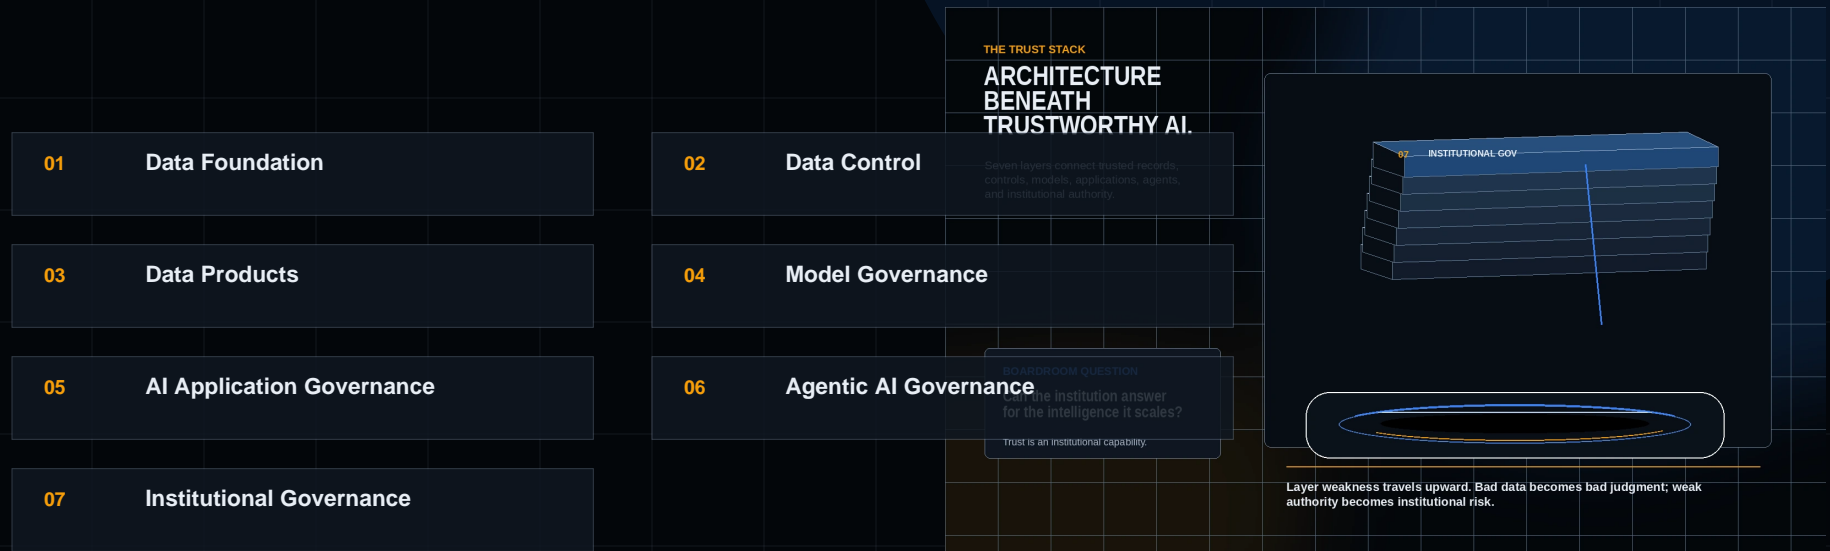 01 Data Foundation
02 Data Control
03 Data Products
04 Model Governance
05 AI Application Governance
06 Agentic AI Governance
07 Institutional Governance
THE TRUST STACK
ARCHITECTURE
BENEATH
TRUSTWORTHY AI.
Seven layers connect trusted records,
controls, models, applications, agents,
and institutional authority.
BOARDROOM QUESTION
Can the institution answer
for the intelligence it scales?
Trust is an institutional capability.
07 INSTITUTIONAL GOV
Layer weakness travels upward. Bad data becomes bad judgment; weak
authority becomes institutional risk.